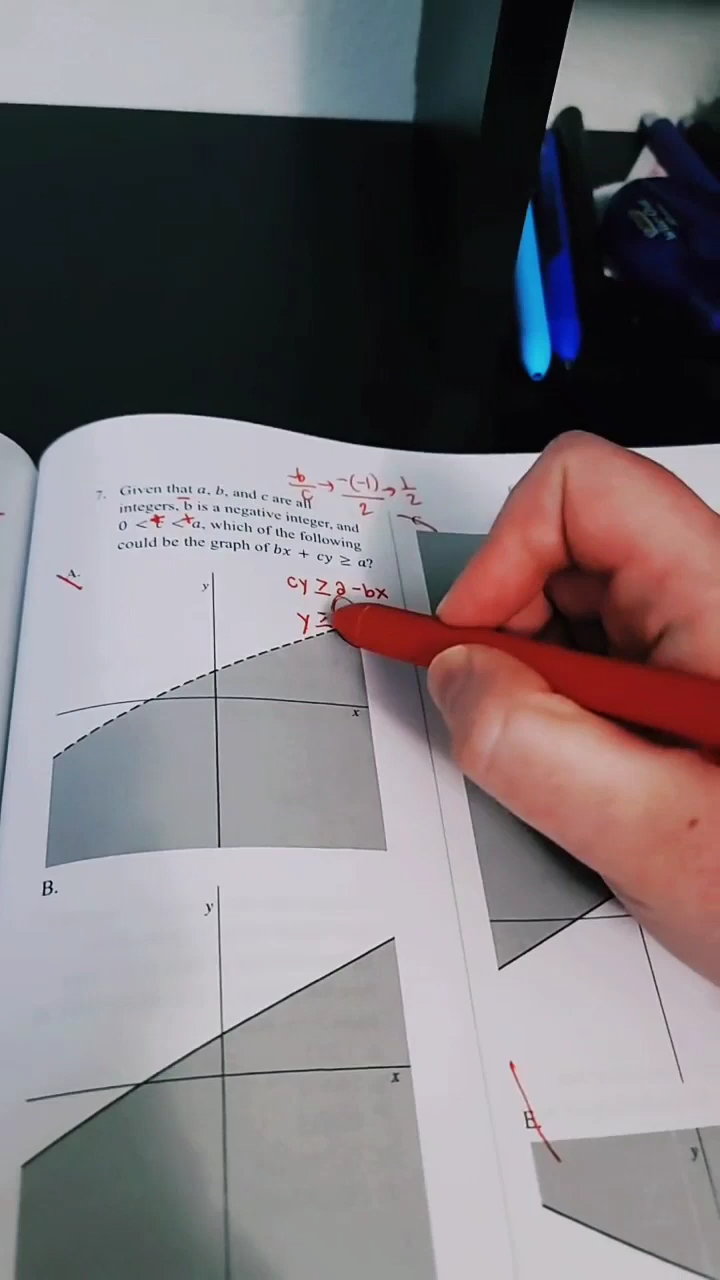 7. Given that a, b, and c are all
integers, b is a negative integer, and
0 < c < a, which of the following
could be the graph of bx + cy ≥ a?
-b/c → -(-1)/2 → 1/2
A.
y
cy ≥ a - bx
y ≥
x
B.
y
x
E.
y